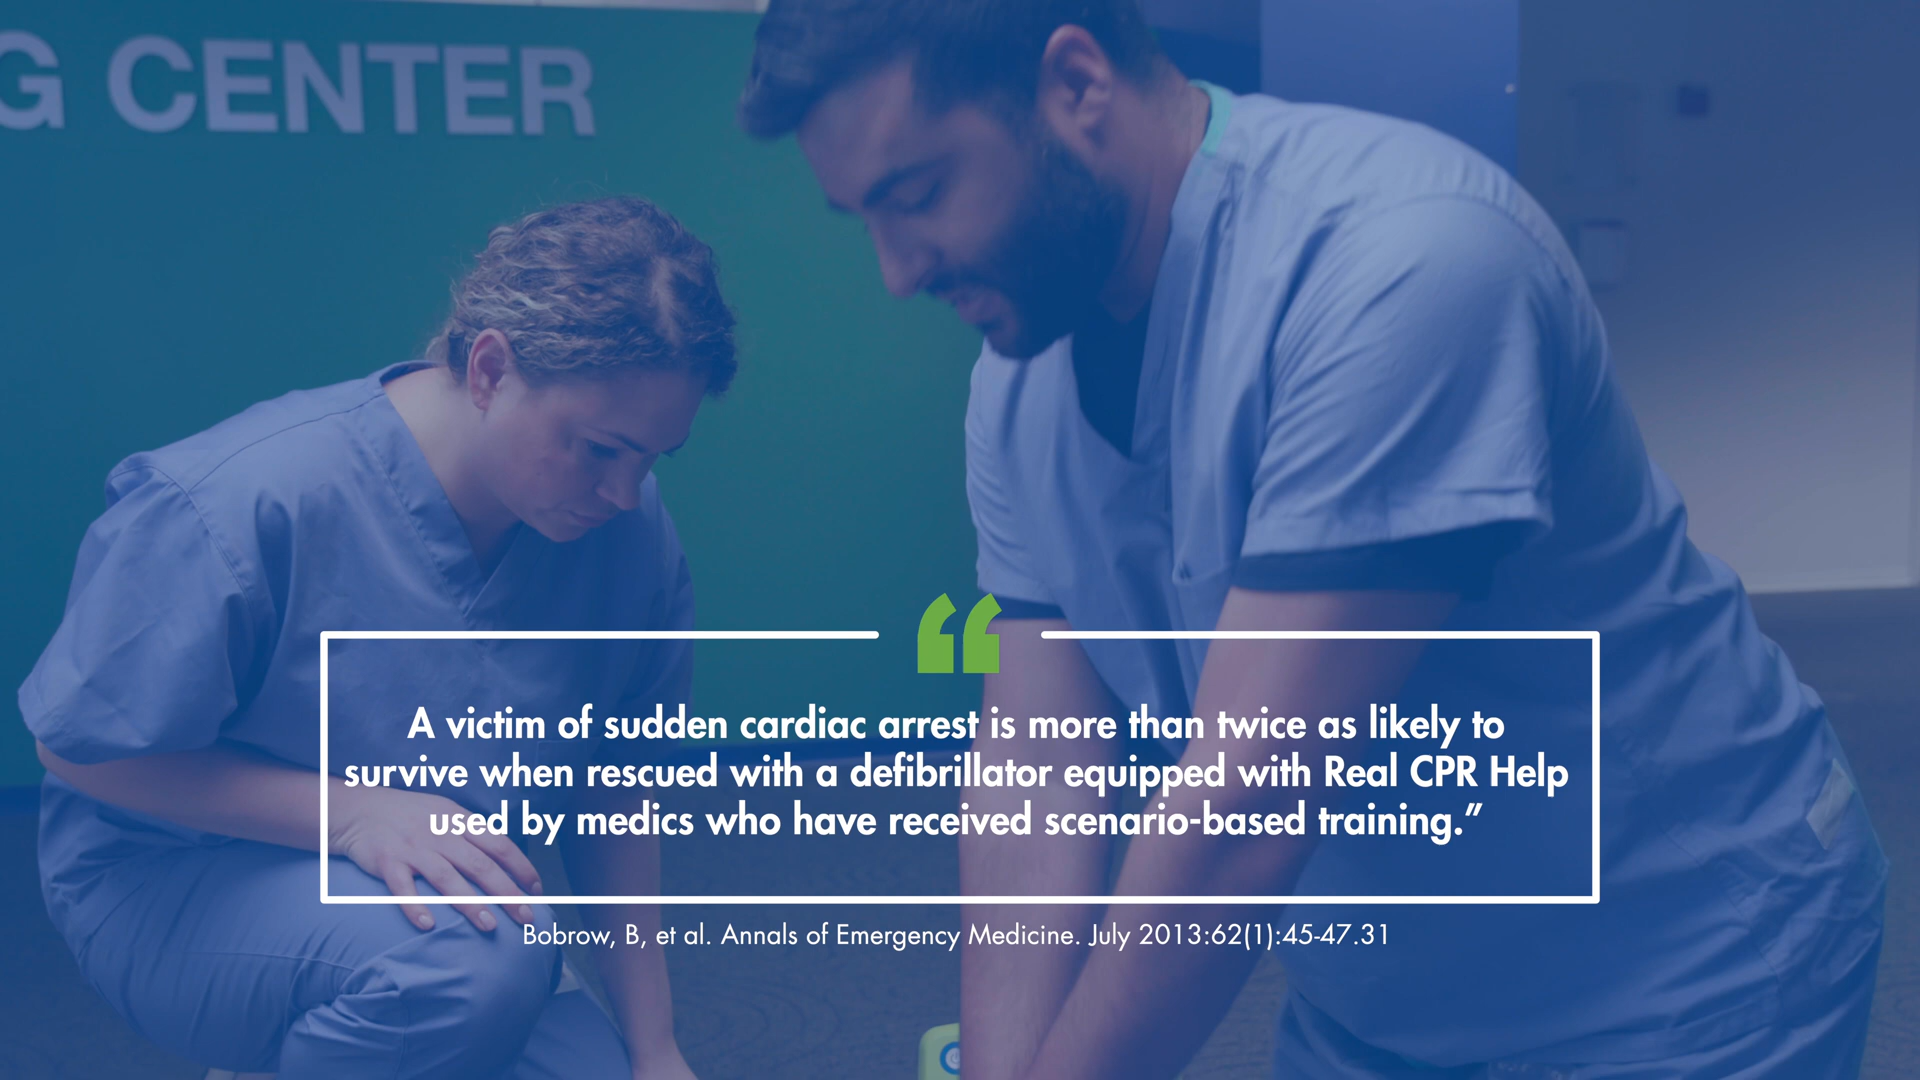 G CENTER
“
A victim of sudden cardiac arrest is more than twice as likely to
survive when rescued with a defibrillator equipped with Real CPR Help
used by medics who have received scenario-based training.”
Bobrow, B, et al. Annals of Emergency Medicine. July 2013:62(1):45-47.31